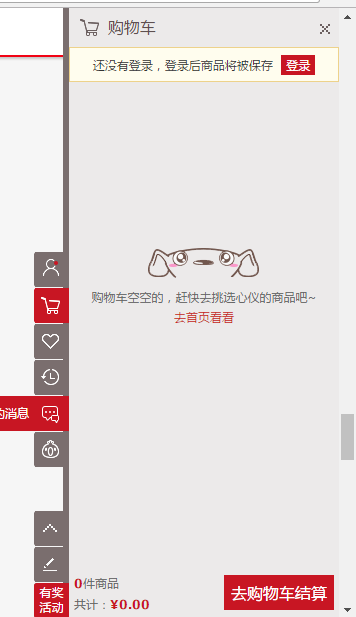 购物车
还没有登录，登录后商品将被保存 登录
购物车空空的，赶快去挑选心仪的商品吧~
去首页看看
的消息
有奖
活动
0件商品
共计：¥0.00
去购物车结算